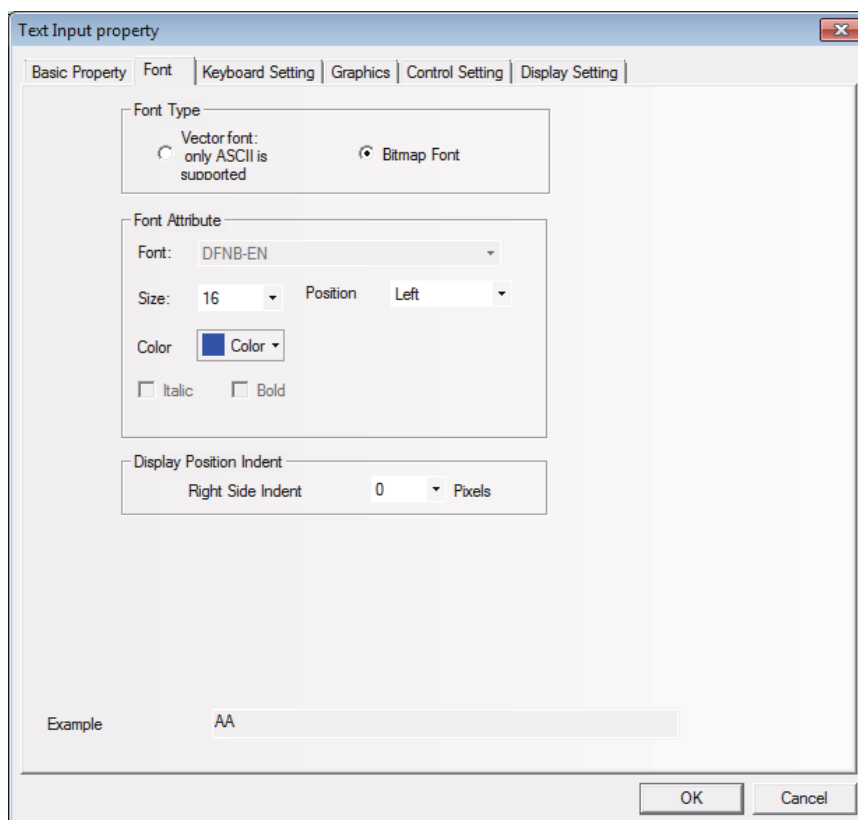 Text Input property
Basic Property Font Keyboard Setting Graphics Control Setting Display Setting
Font Type
Vector font:
only ASCII is
supported
Bitmap Font
Font Attribute
Font: DFNB-EN
Size: 16 Position Left
Color Color
Italic Bold
Display Position Indent
Right Side Indent 0 Pixels
Example AA
OK Cancel